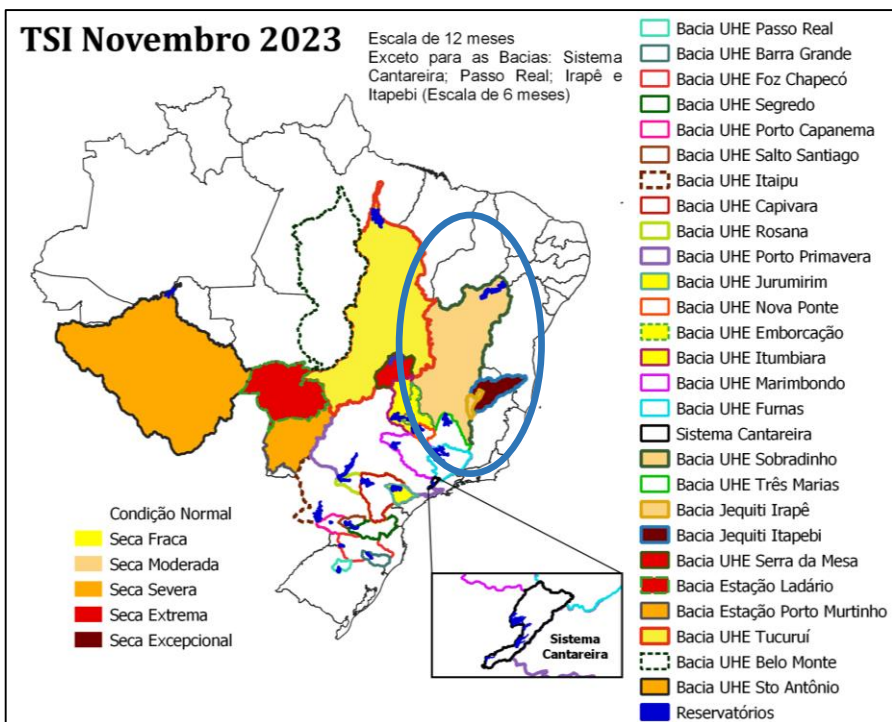 TSI Novembro 2023
Escala de 12 meses
Exceto para as Bacias: Sistema
Cantareira; Passo Real; Irapê e
Itapebi (Escala de 6 meses)
Condição Normal
Seca Fraca
Seca Moderada
Seca Severa
Seca Extrema
Seca Excepcional
Sistema
Cantareira
Bacia UHE Passo Real
Bacia UHE Barra Grande
Bacia UHE Foz Chapecó
Bacia UHE Segredo
Bacia UHE Porto Capanema
Bacia UHE Salto Santiago
Bacia UHE Itaipu
Bacia UHE Capivara
Bacia UHE Rosana
Bacia UHE Porto Primavera
Bacia UHE Jurumirim
Bacia UHE Nova Ponte
Bacia UHE Emborcação
Bacia UHE Itumbiara
Bacia UHE Marimbondo
Bacia UHE Furnas
Sistema Cantareira
Bacia UHE Sobradinho
Bacia UHE Três Marias
Bacia Jequiti Irapê
Bacia Jequiti Itapebi
Bacia UHE Serra da Mesa
Bacia Estação Ladário
Bacia Estação Porto Murtinho
Bacia UHE Tucuruí
Bacia UHE Belo Monte
Bacia UHE Sto Antônio
Reservatórios